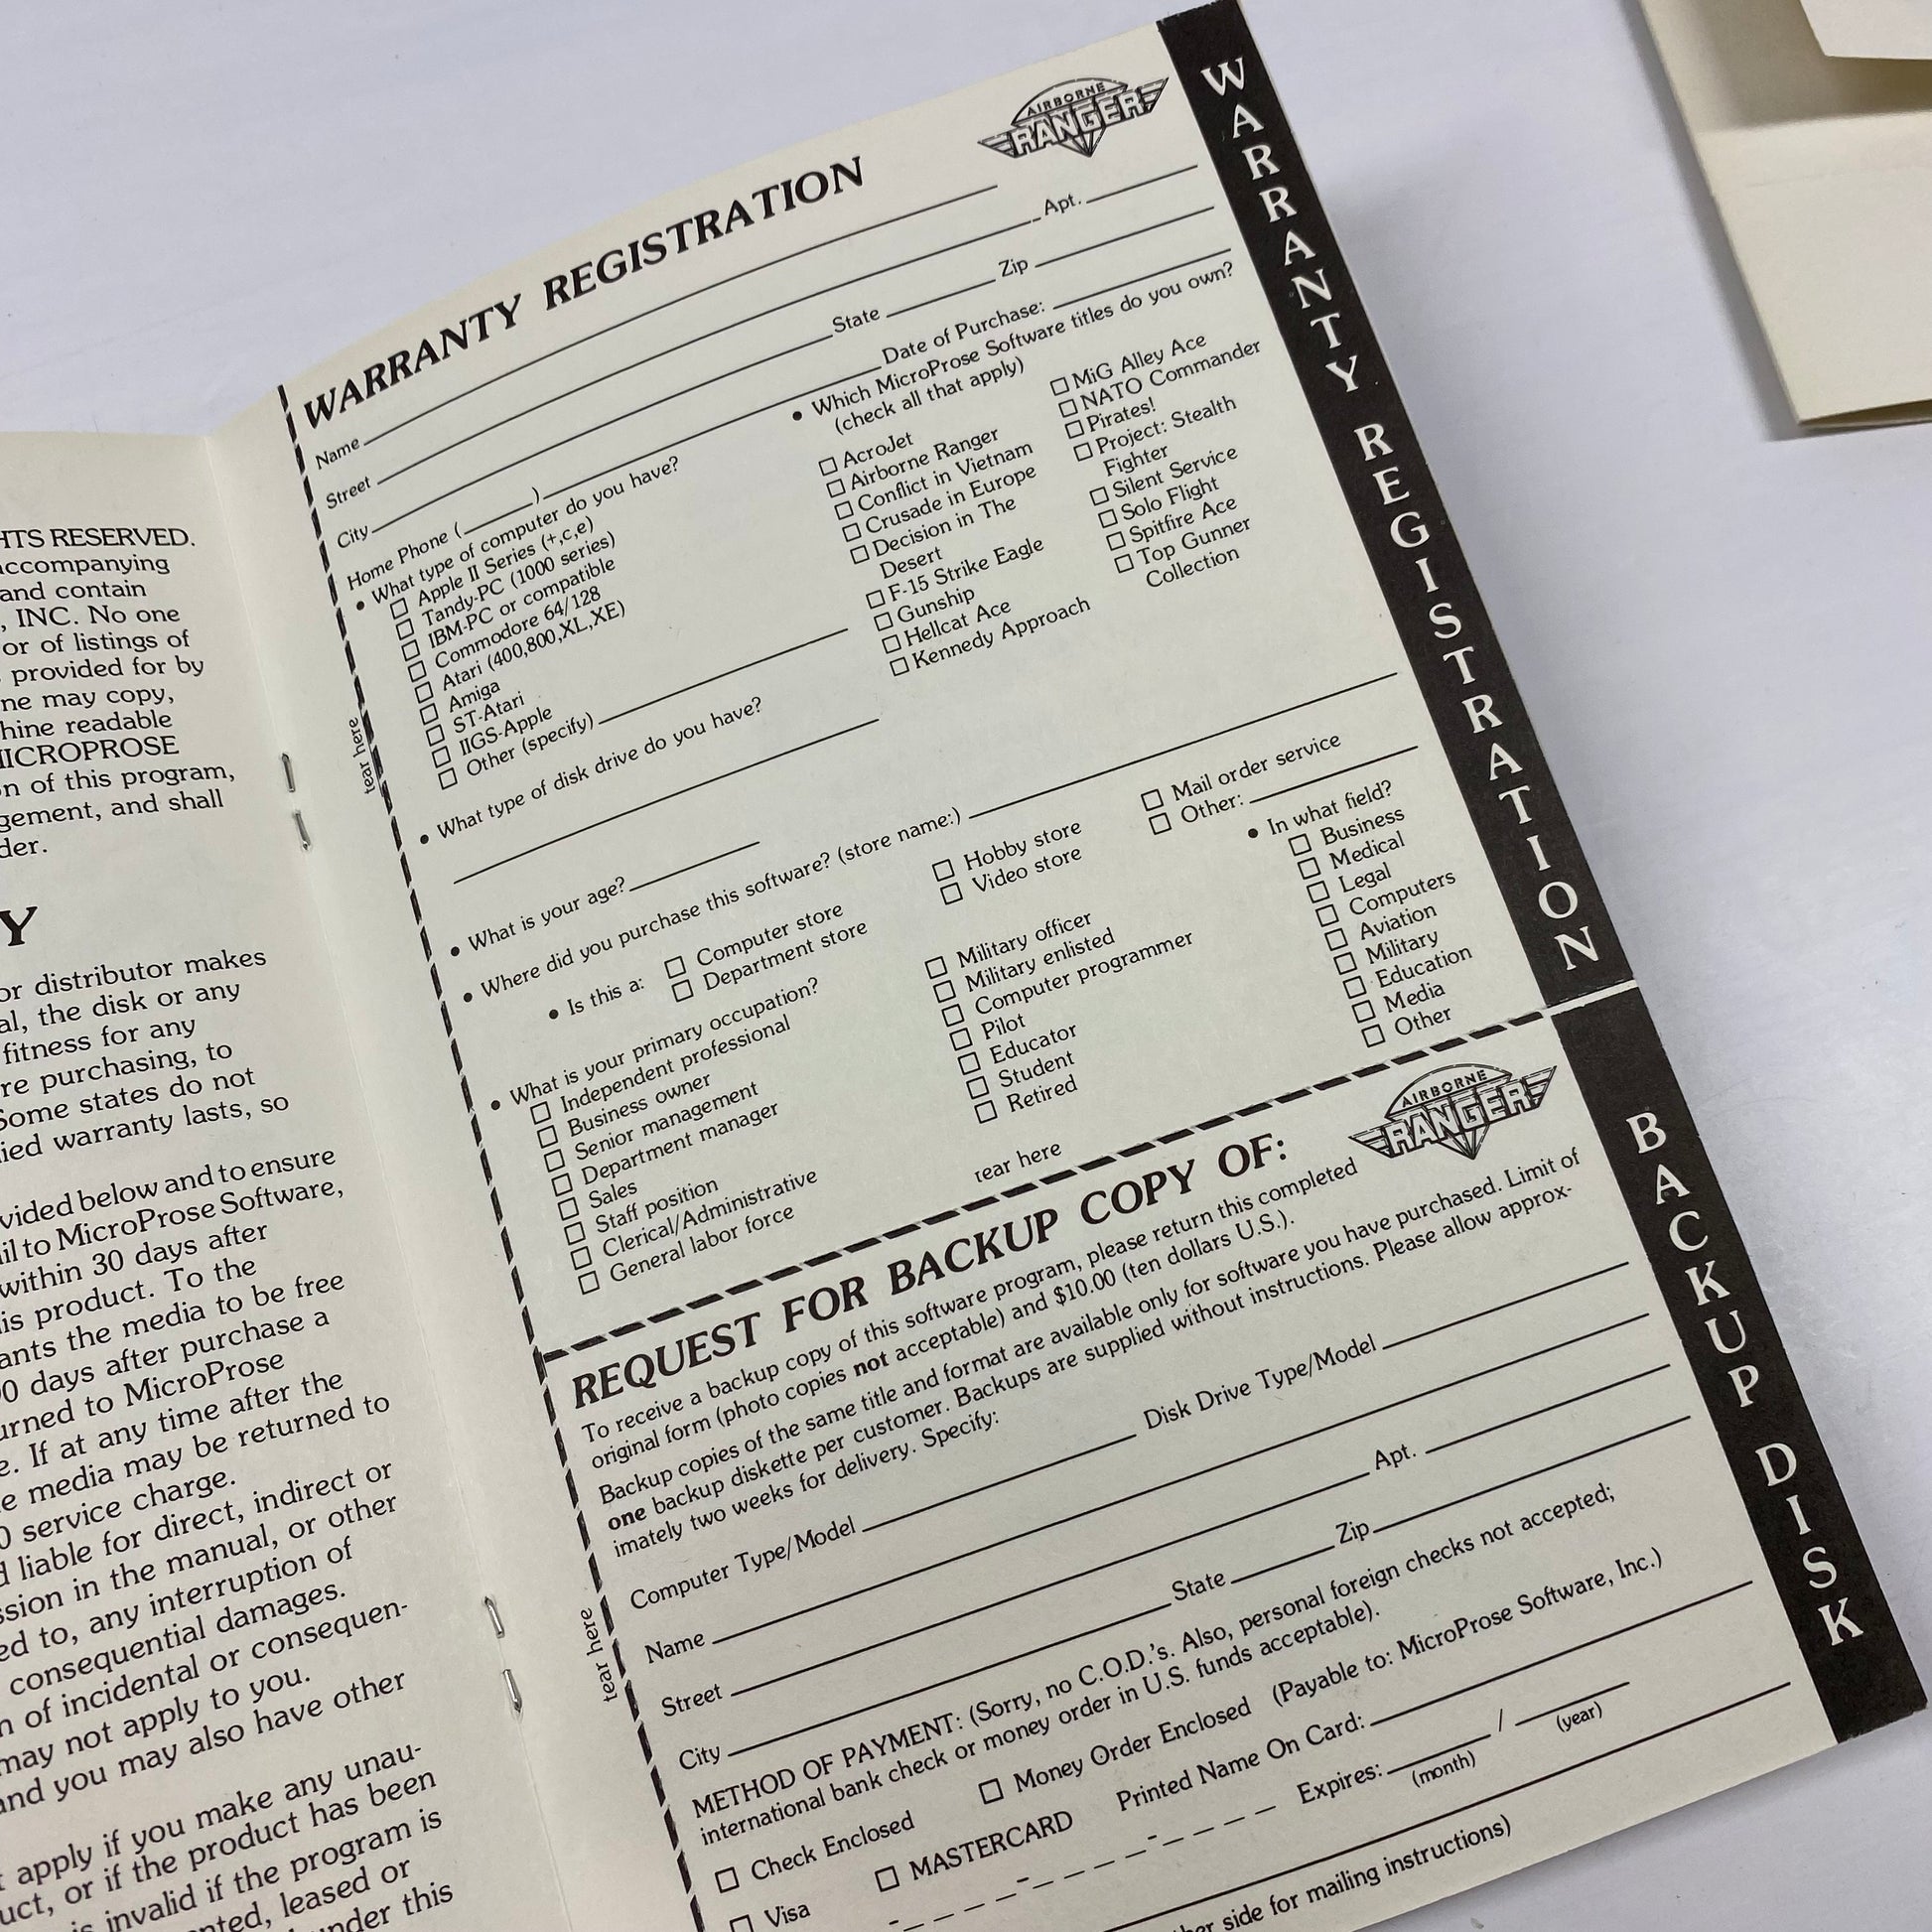 HTS RESERVED.
accompanying
and contain
, INC. No one
or of listings of
provided for by
ne may copy,
hine readable
MICROPROSE
n of this program,
gement, and shall
der.
Y
or distributor makes
al, the disk or any
fitness for any
re purchasing, to
Some states do not
ied warranty lasts, so
vided below and to ensure
il to MicroProse Software,
within 30 days after
is product. To the
ants the media to be free
0 days after purchase a
urned to MicroProse
e. If at any time after the
e media may be returned to
0 service charge.
d liable for direct, indirect or
ssion in the manual, or other
ed to, any interruption of
consequential damages.
n of incidental or consequen-
may not apply to you.
and you may also have other
t apply if you make any unau-
uct, or if the product has been
is invalid if the program is
nted, leased or
under this
WARRANTY REGISTRATION
AIRBORNE
RANGER
Name
Street Apt.
City State Zip
Home Phone ( ) Date of Purchase:
• What type of computer do you have?
Apple II Series (+,c,e)
Tandy-PC (1000 series)
IBM-PC or compatible
Commodore 64/128
Atari (400,800,XL,XE)
Amiga
ST-Atari
IIGS-Apple
Other (specify)
• Which MicroProse Software titles do you own?
(check all that apply)
AcroJet
Airborne Ranger
Conflict in Vietnam
Crusade in Europe
Decision in The
Desert
F-15 Strike Eagle
Gunship
Hellcat Ace
Kennedy Approach
MiG Alley Ace
NATO Commander
Pirates!
Project: Stealth
Fighter
Silent Service
Solo Flight
Spitfire Ace
Top Gunner
Collection
tear here
• What type of disk drive do you have?
• What is your age?
• Where did you purchase this software? (store name:)
• Is this a:
Computer store
Department store
Hobby store
Video store
Mail order service
Other:
• What is your primary occupation?
Independent professional
Business owner
Senior management
Department manager
Sales
Staff position
Clerical/Administrative
General labor force
Military officer
Military enlisted
Computer programmer
Pilot
Educator
Student
Retired
• In what field?
Business
Medical
Legal
Computers
Aviation
Military
Education
Media
Other
WARRANTY REGISTRATION
tear here
REQUEST FOR BACKUP COPY OF:
AIRBORNE
RANGER
To receive a backup copy of this software program, please return this completed
original form (photo copies not acceptable) and $10.00 (ten dollars U.S.).
Backup copies of the same title and format are available only for software you have purchased. Limit of
one backup diskette per customer. Backups are supplied without instructions. Please allow approx-
imately two weeks for delivery. Specify:
Computer Type/Model Disk Drive Type/Model
Name
Street Apt.
City State Zip
tear here
METHOD OF PAYMENT: (Sorry, no C.O.D.'s. Also, personal foreign checks not accepted;
international bank check or money order in U.S. funds acceptable).
Check Enclosed Money Order Enclosed (Payable to: MicroProse Software, Inc.)
Visa MASTERCARD Printed Name On Card:
Expires: /
(month) (year)
her side for mailing instructions)
BACKUP DISK